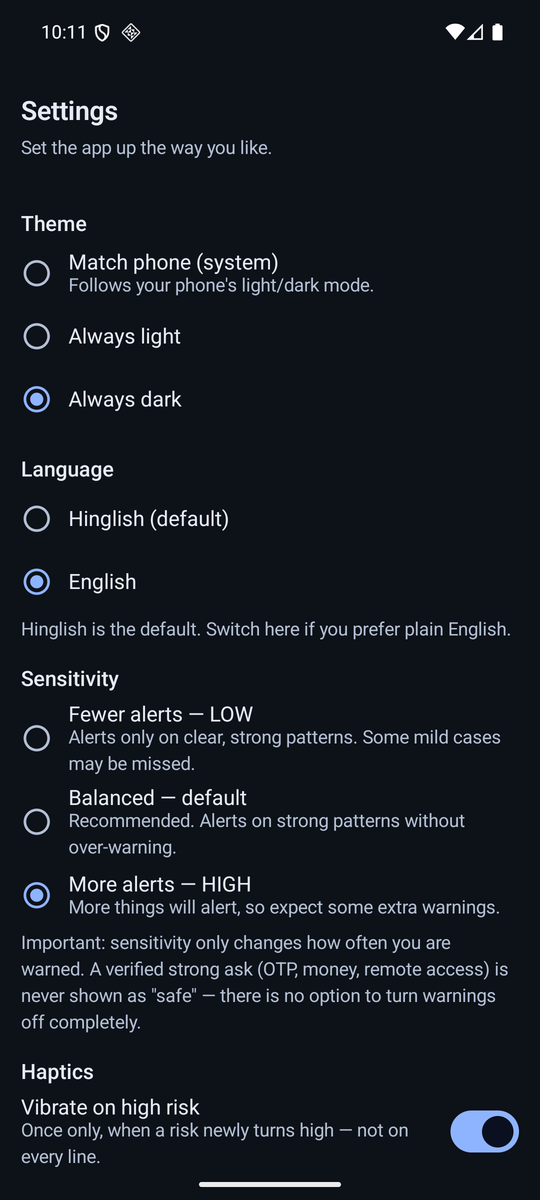 10:11
Settings
Set the app up the way you like.
Theme
Match phone (system)
Follows your phone's light/dark mode.
Always light
Always dark
Language
Hinglish (default)
English
Hinglish is the default. Switch here if you prefer plain English.
Sensitivity
Fewer alerts — LOW
Alerts only on clear, strong patterns. Some mild cases
may be missed.
Balanced — default
Recommended. Alerts on strong patterns without
over-warning.
More alerts — HIGH
More things will alert, so expect some extra warnings.
Important: sensitivity only changes how often you are
warned. A verified strong ask (OTP, money, remote access) is
never shown as "safe" — there is no option to turn warnings
off completely.
Haptics
Vibrate on high risk
Once only, when a risk newly turns high — not on
every line.